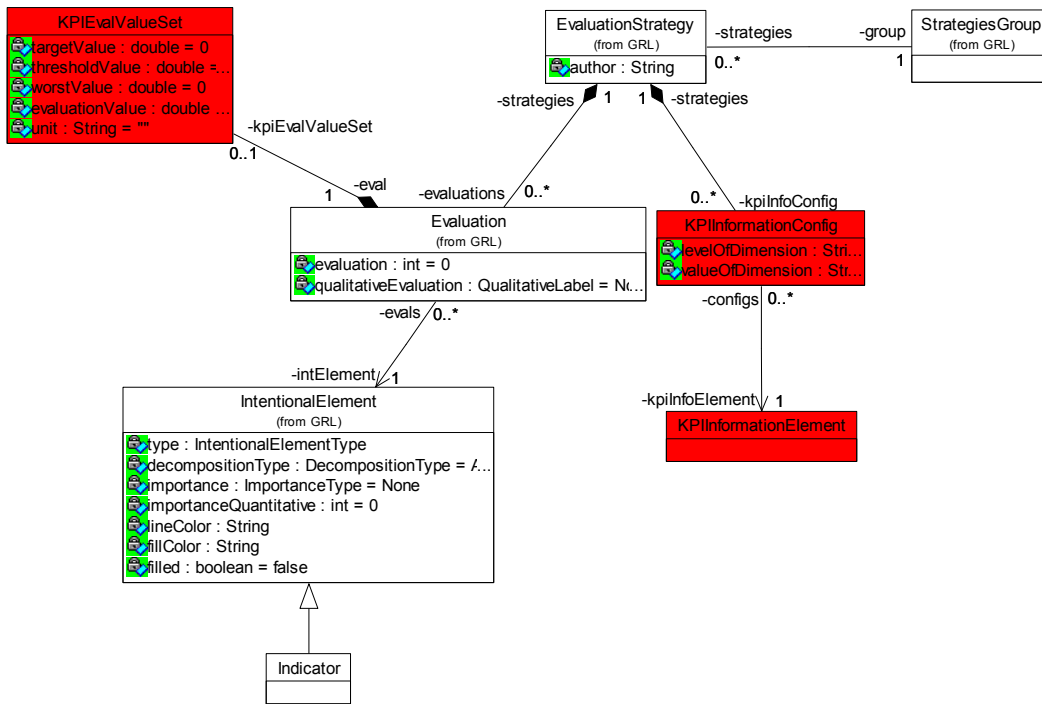 KPIEvalValueSet
targetValue : double = 0
thresholdValue : double =...
worstValue : double = 0
evaluationValue : double ...
unit : String = ""
EvaluationStrategy
(from GRL)
author : String
StrategiesGroup
(from GRL)
-strategies
0..*
-group
1
-strategies
1
1
-strategies
-kpiEvalValueSet
0..1
-eval
1
-evaluations
0..*
0..*
-kpiInfoConfig
Evaluation
(from GRL)
evaluation : int = 0
qualitativeEvaluation : QualitativeLabel = No...
KPIInformationConfig
levelOfDimension : Stri...
valueOfDimension : Str...
-evals
0..*
-configs
0..*
-intElement
1
-kpiInfoElement
1
IntentionalElement
(from GRL)
type : IntentionalElementType
decompositionType : DecompositionType = A...
importance : ImportanceType = None
importanceQuantitative : int = 0
lineColor : String
fillColor : String
filled : boolean = false
KPIInformationElement
Indicator